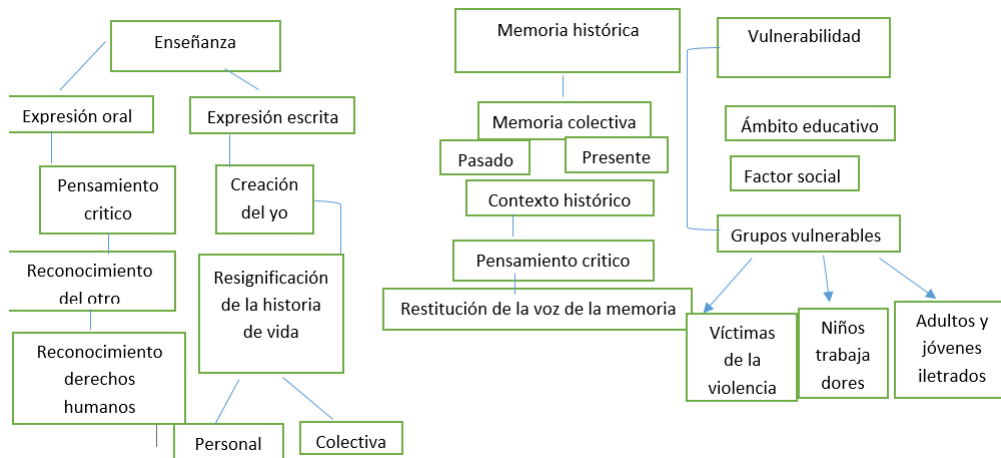 Enseñanza
Expresión oral
Expresión escrita
Pensamiento
critico
Creación
del yo
Reconocimiento
del otro
Resignificación
de la historia
de vida
Reconocimiento
derechos
humanos
Personal
Colectiva
Memoria histórica
Memoria colectiva
Pasado
Presente
Contexto histórico
Pensamiento critico
Restitución de la voz de la memoria
Vulnerabilidad
Ámbito educativo
Factor social
Grupos vulnerables
Víctimas
de la
violencia
Niños
trabaja
dores
Adultos y
jóvenes
iletrados